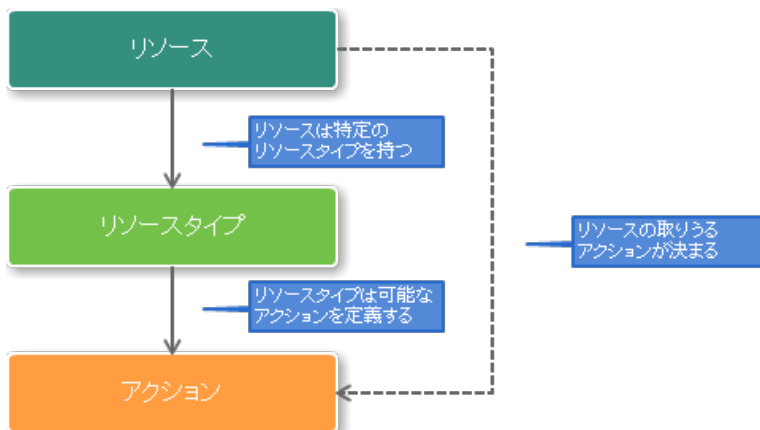 リソース
リソースは特定の
リソースタイプを持つ
リソースタイプ
リソースの取りうる
アクションが決まる
リソースタイプは可能な
アクションを定義する
アクション